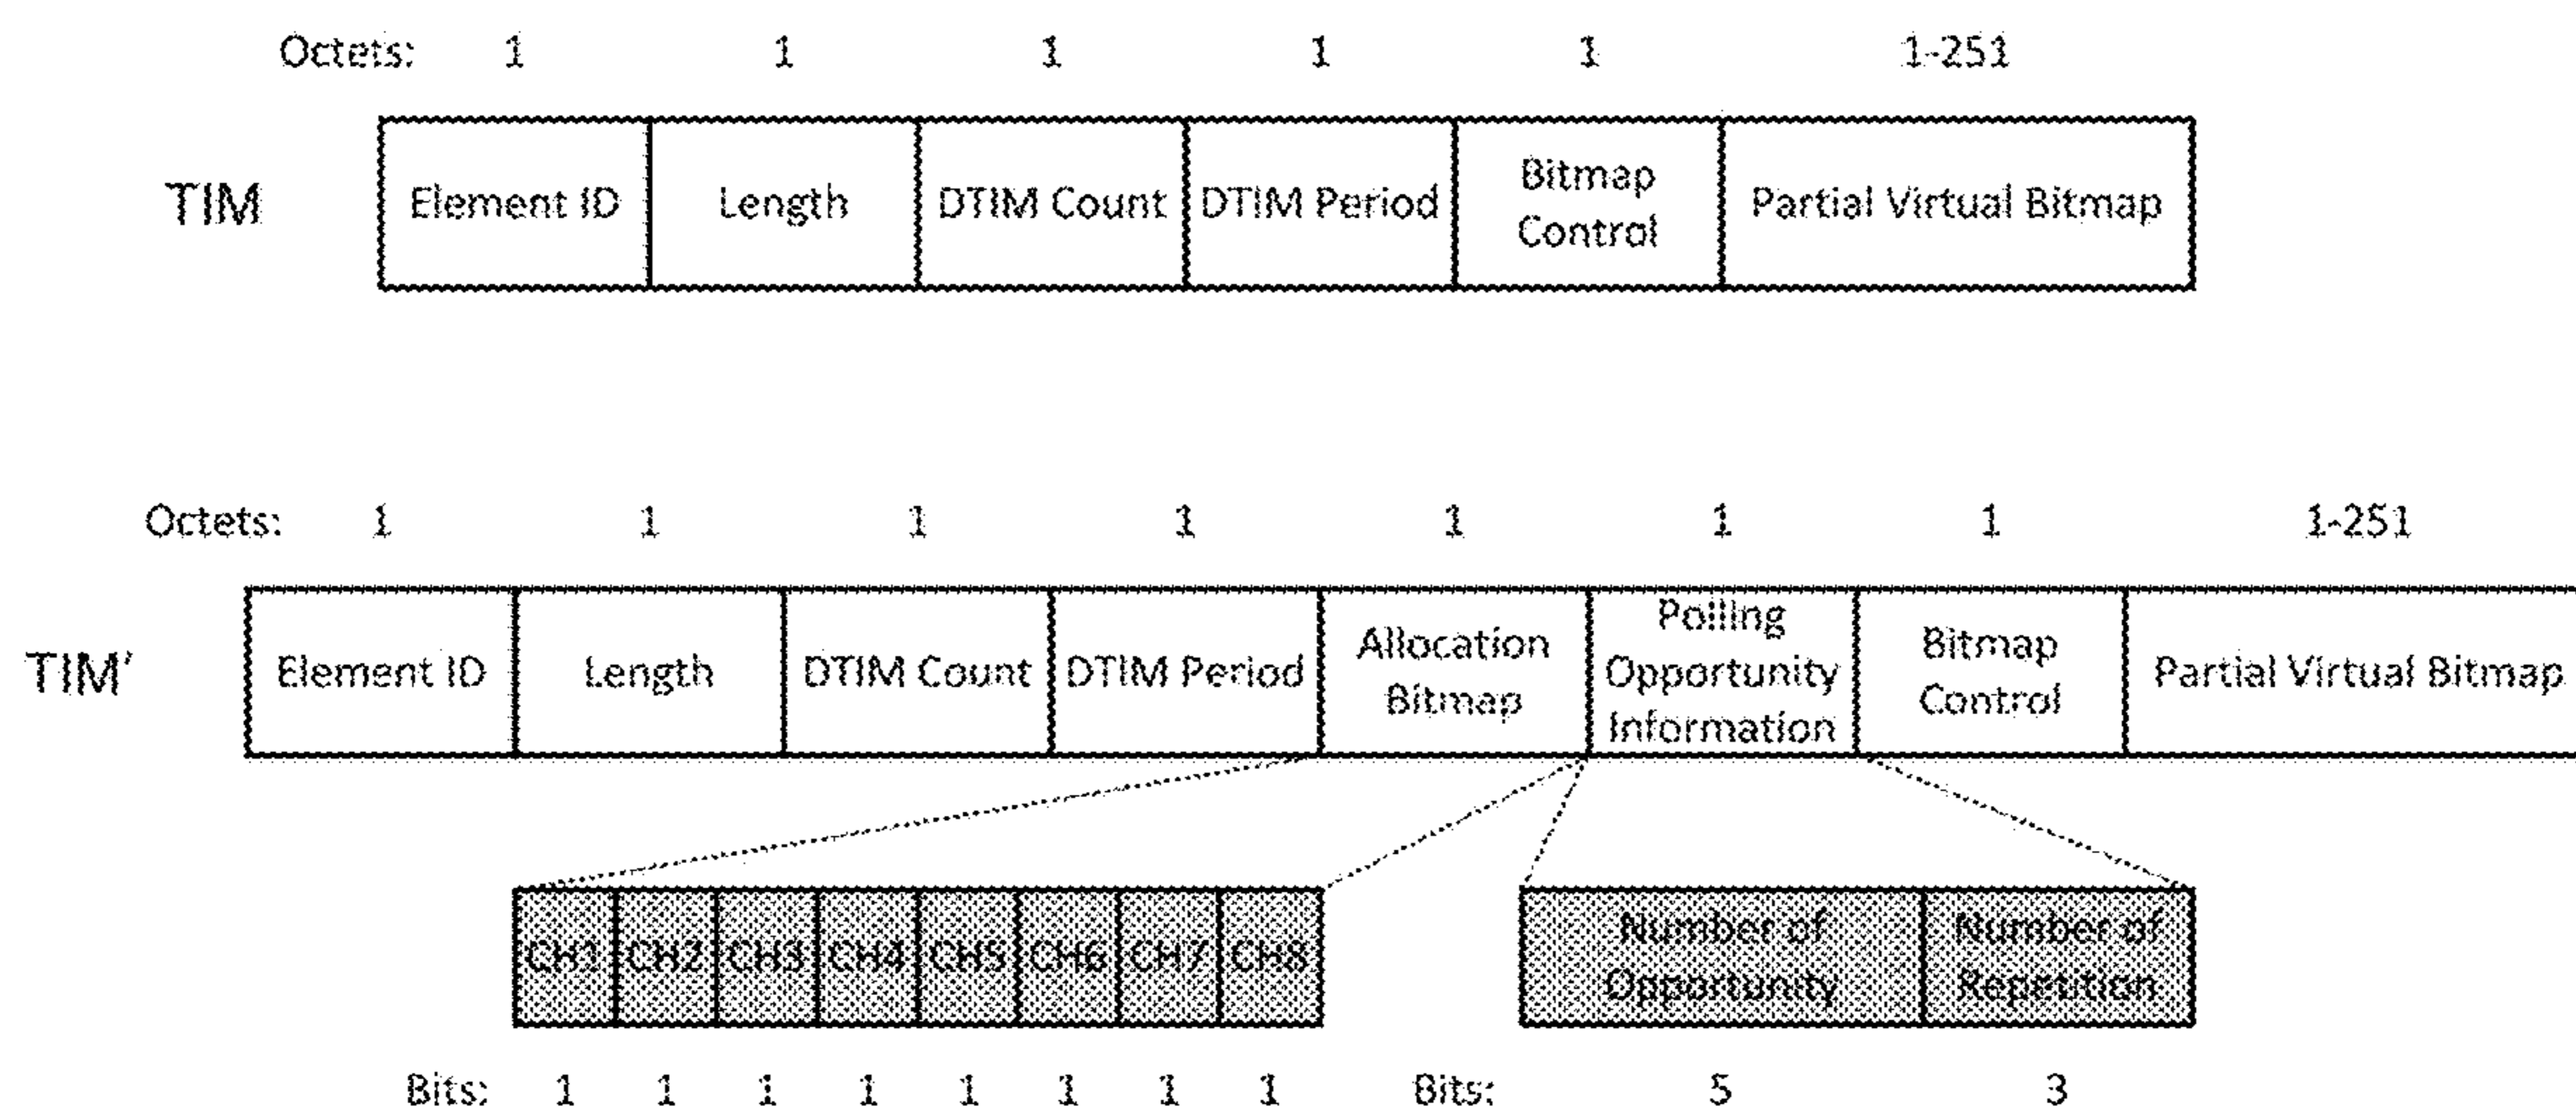 Octets: 1 1 1 1 1 1-251
TIM Element ID Length DTIM Count DTIM Period Bitmap Control Partial Virtual Bitmap
Octets: 1 1 1 1 1 1 1 1-251
TIM' Element ID Length DTIM Count DTIM Period Allocation Bitmap Polling Opportunity Information Bitmap Control Partial Virtual Bitmap
CH1 CH2 CH3 CH4 CH5 CH6 CH7 CH8 Number of Opportunity Number of Repetition
Bits: 1 1 1 1 1 1 1 1 Bits: 5 3